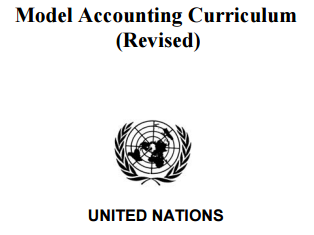 Model Accounting Curriculum
(Revised)
UNITED NATIONS